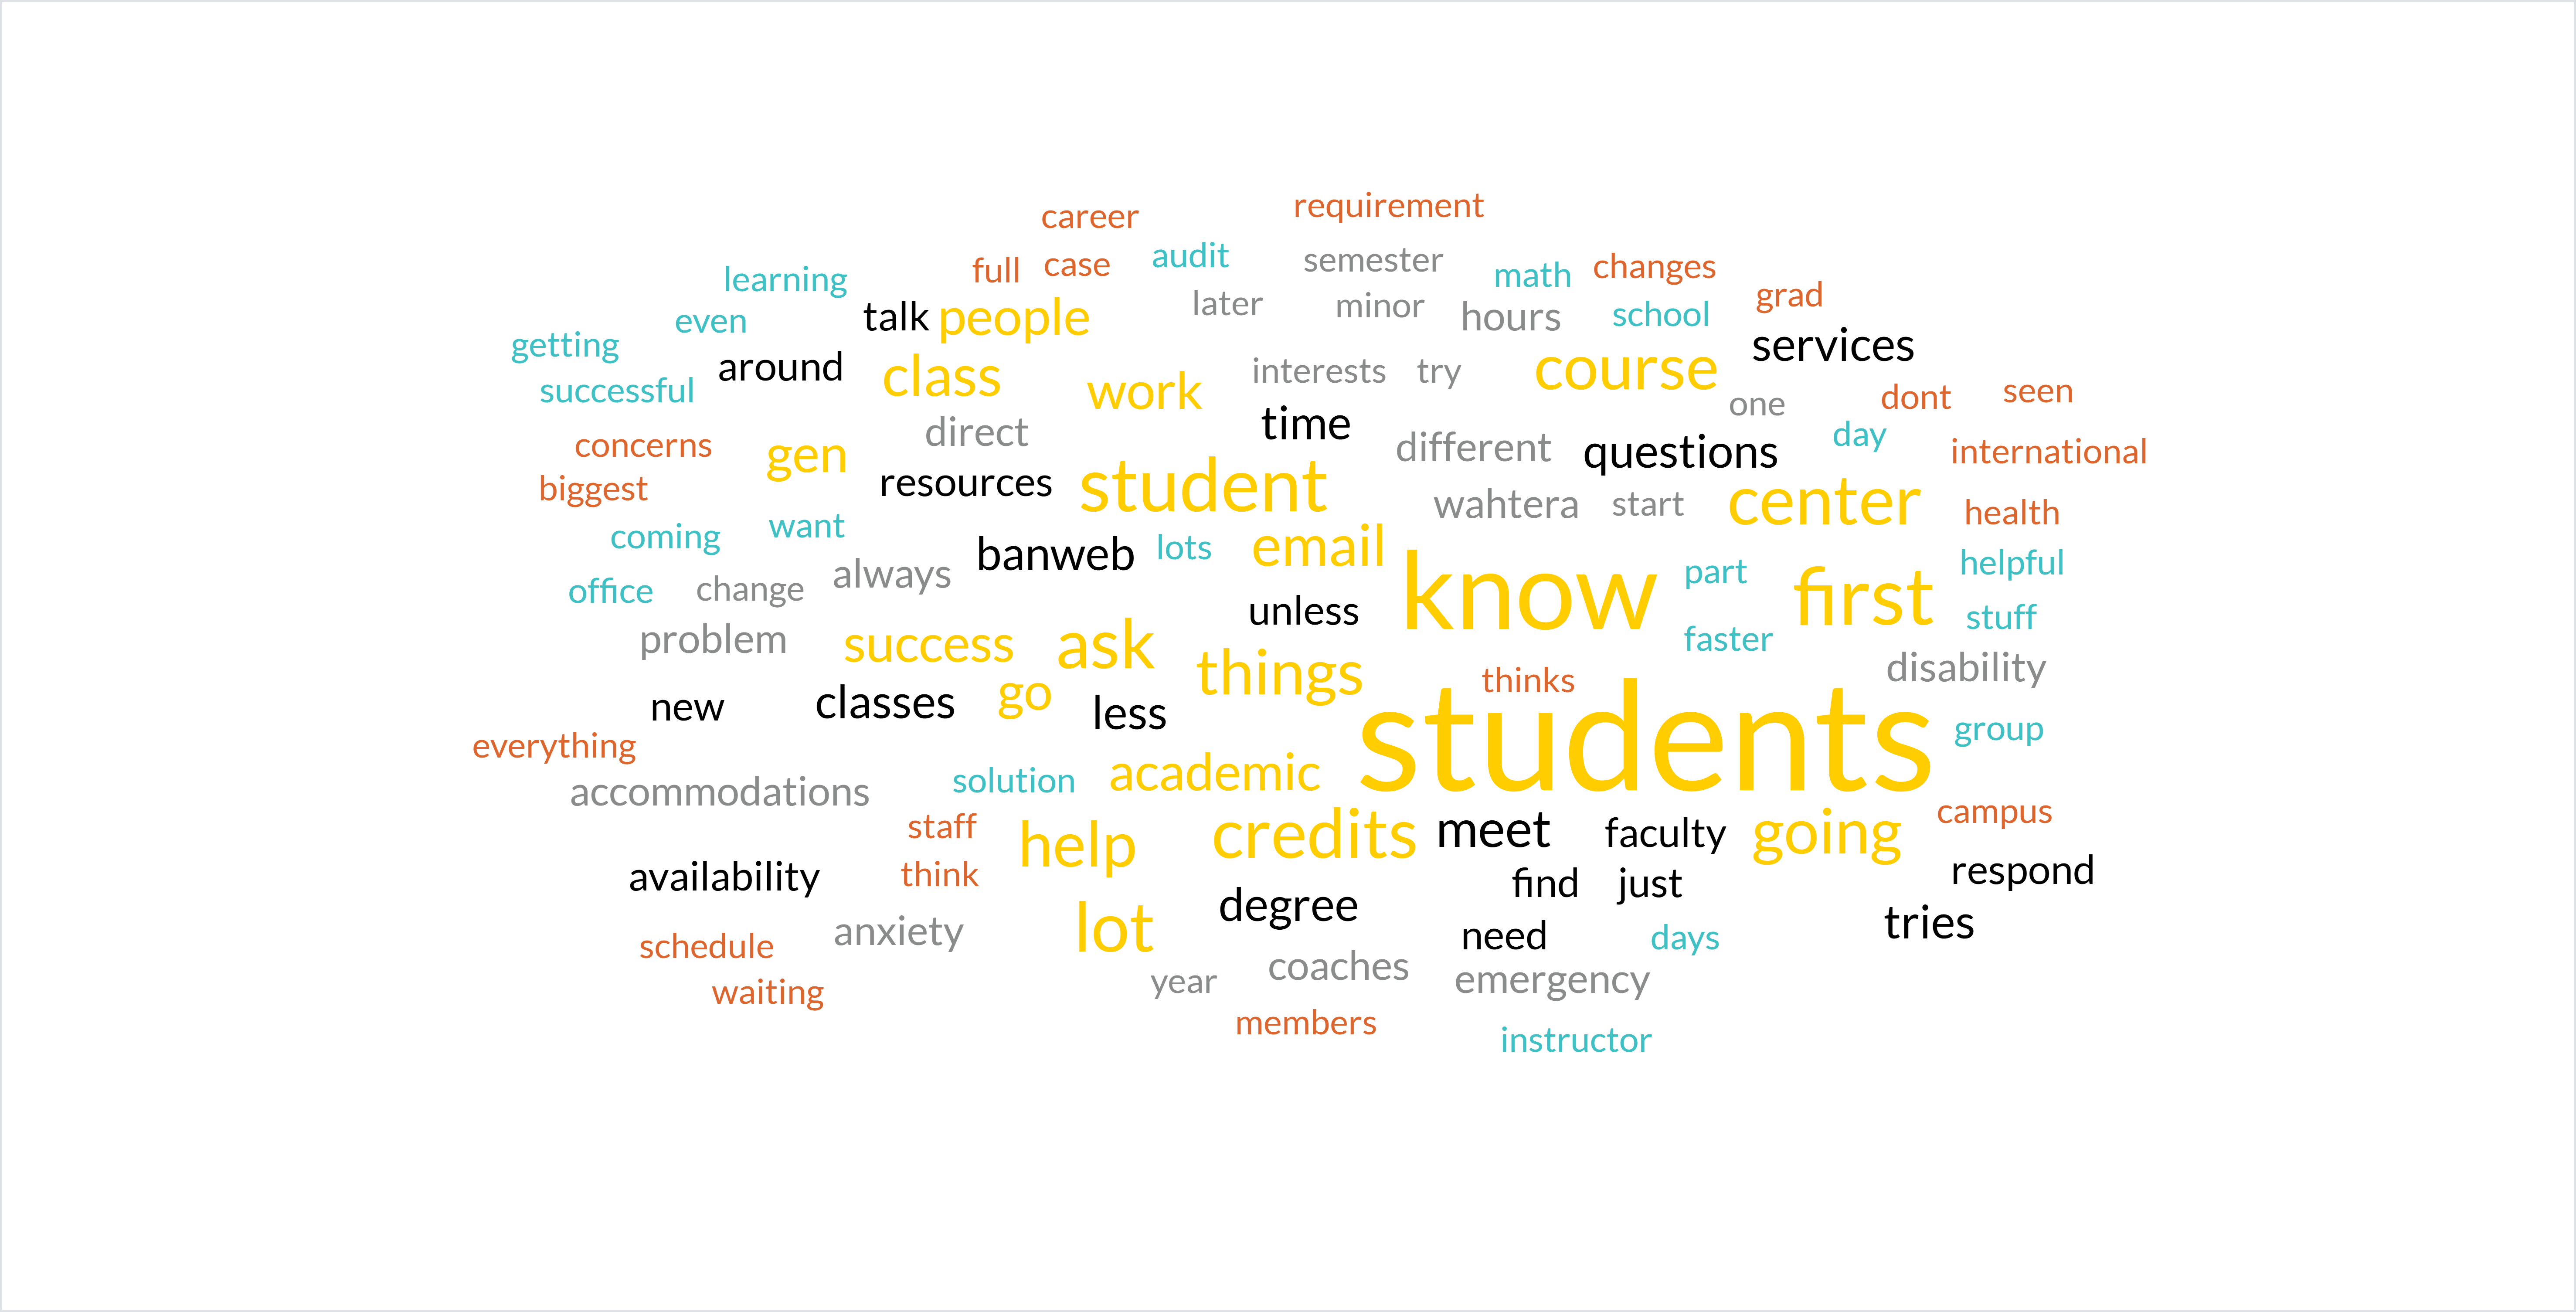 career
requirement
full
case
audit
semester
math
changes
learning
grad
later
minor
hours
school
even
talk
people
getting
around
class
work
interests
try
course
services
successful
one
dont
seen
direct
time
different
questions
day
international
concerns
gen
resources
student
biggest
wahtera
start
center
health
coming
want
banweb
lots
email
know
part
first
helpful
office
change
always
unless
faster
stuff
problem
success
ask
things
thinks
disability
new
classes
go
less
students
group
everything
accommodations
solution
academic
staff
help
credits
meet
faculty
going
campus
availability
think
find
just
respond
degree
lot
tries
schedule
anxiety
need
days
waiting
year
coaches
emergency
members
instructor